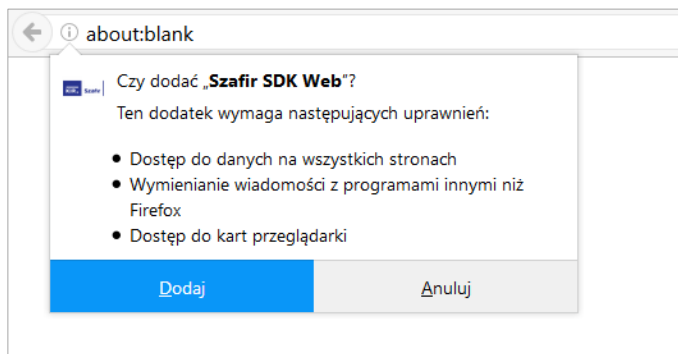 about:blank
Czy dodać „Szafir SDK Web”?
Szafir
Ten dodatek wymaga następujących uprawnień:
● Dostęp do danych na wszystkich stronach
● Wymienianie wiadomości z programami innymi niż
Firefox
● Dostęp do kart przeglądarki
Dodaj
Anuluj